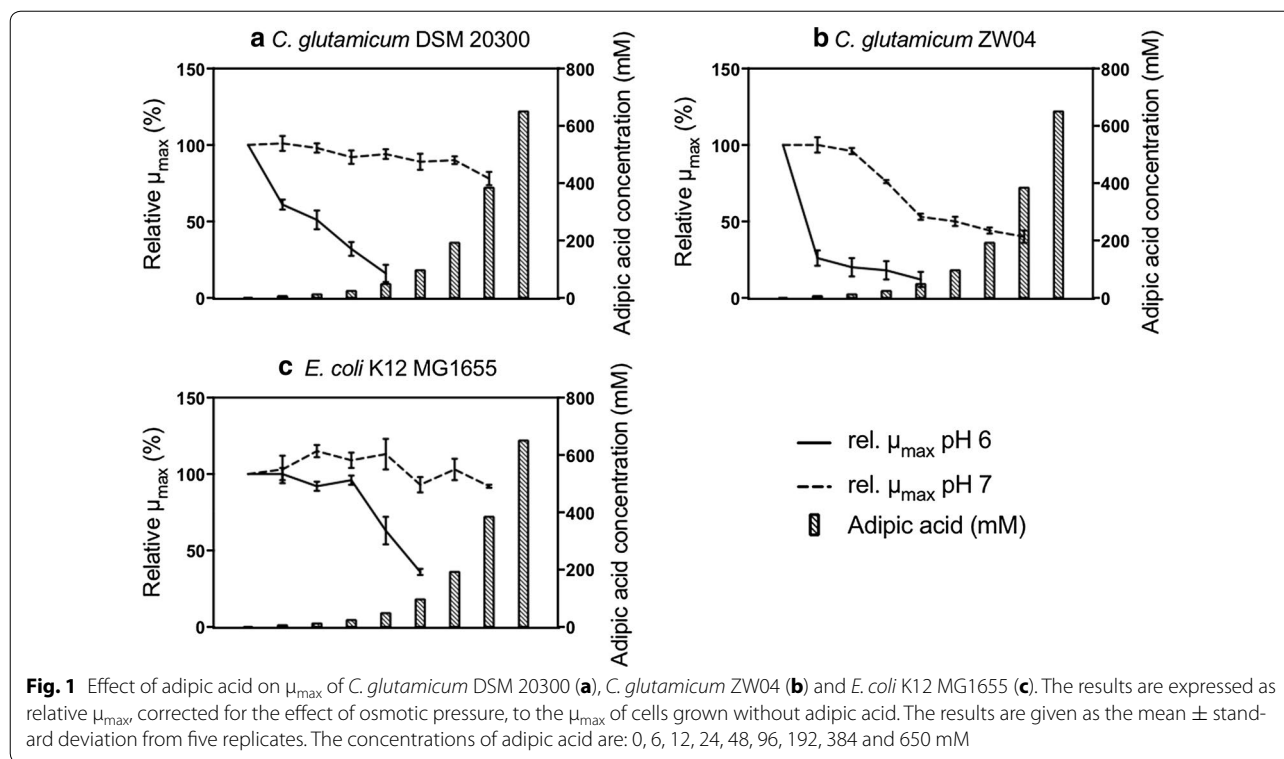 a C. glutamicum DSM 20300
150
100
50
0
Relative μmax (%)
800
600
400
200
0
Adipic acid concentration (mM)
b C. glutamicum ZW04
150
100
50
0
Relative μmax (%)
800
600
400
200
0
Adipic acid concentration (mM)
c E. coli K12 MG1655
150
100
50
0
Relative μmax (%)
800
600
400
200
0
Adipic acid concentration (mM)
rel. μmax pH 6
rel. μmax pH 7
Adipic acid (mM)
Fig. 1 Effect of adipic acid on μmax of C. glutamicum DSM 20300 (a), C. glutamicum ZW04 (b) and E. coli K12 MG1655 (c). The results are expressed as
relative μmax, corrected for the effect of osmotic pressure, to the μmax of cells grown without adipic acid. The results are given as the mean ± stand-
ard deviation from five replicates. The concentrations of adipic acid are: 0, 6, 12, 24, 48, 96, 192, 384 and 650 mM